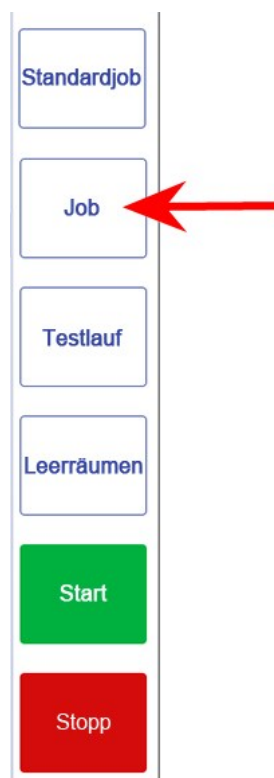 Standardjob
Job
Testlauf
Leerräumen
Start
Stopp